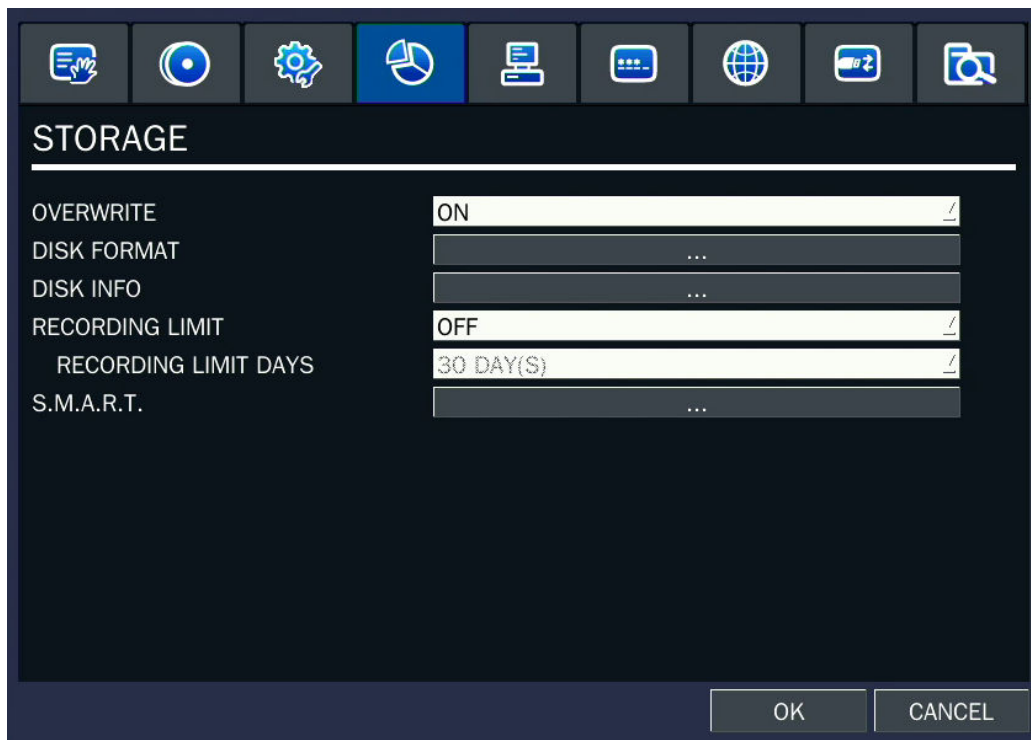 STORAGE
OVERWRITE ON
DISK FORMAT ...
DISK INFO ...
RECORDING LIMIT OFF
RECORDING LIMIT DAYS 30 DAY(S)
S.M.A.R.T. ...
OK CANCEL